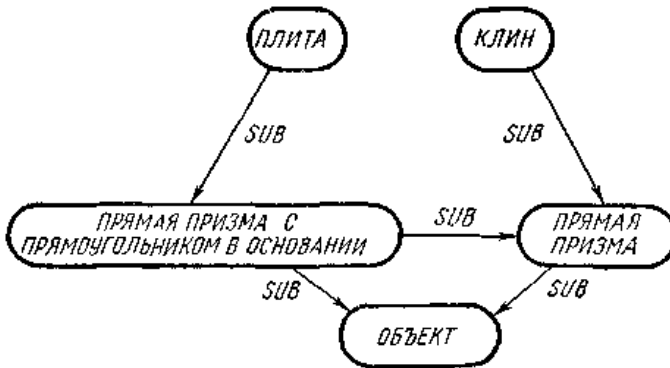 ПЛИТА
КЛИН
SUB
SUB
ПРЯМАЯ ПРИЗМА С
ПРЯМОУГОЛЬНИКОМ В ОСНОВАНИИ
SUB
ПРЯМАЯ
ПРИЗМА
SUB
SUB
ОБЪЕКТ